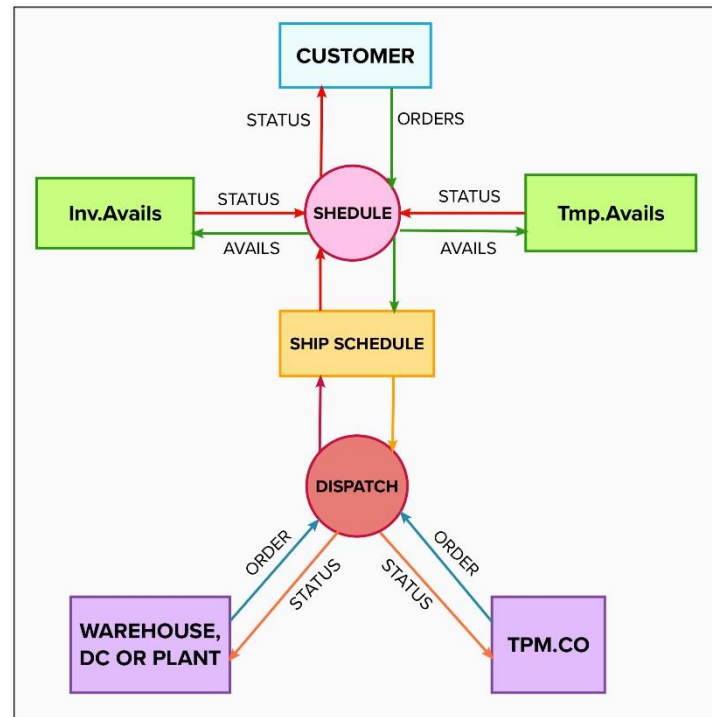 CUSTOMER
STATUS
ORDERS
Inv.Avails
STATUS
SHEDULE
STATUS
Tmp.Avails
AVAILS
AVAILS
SHIP SCHEDULE
DISPATCH
ORDER
STATUS
ORDER
STATUS
WAREHOUSE,
DC OR PLANT
TPM.CO